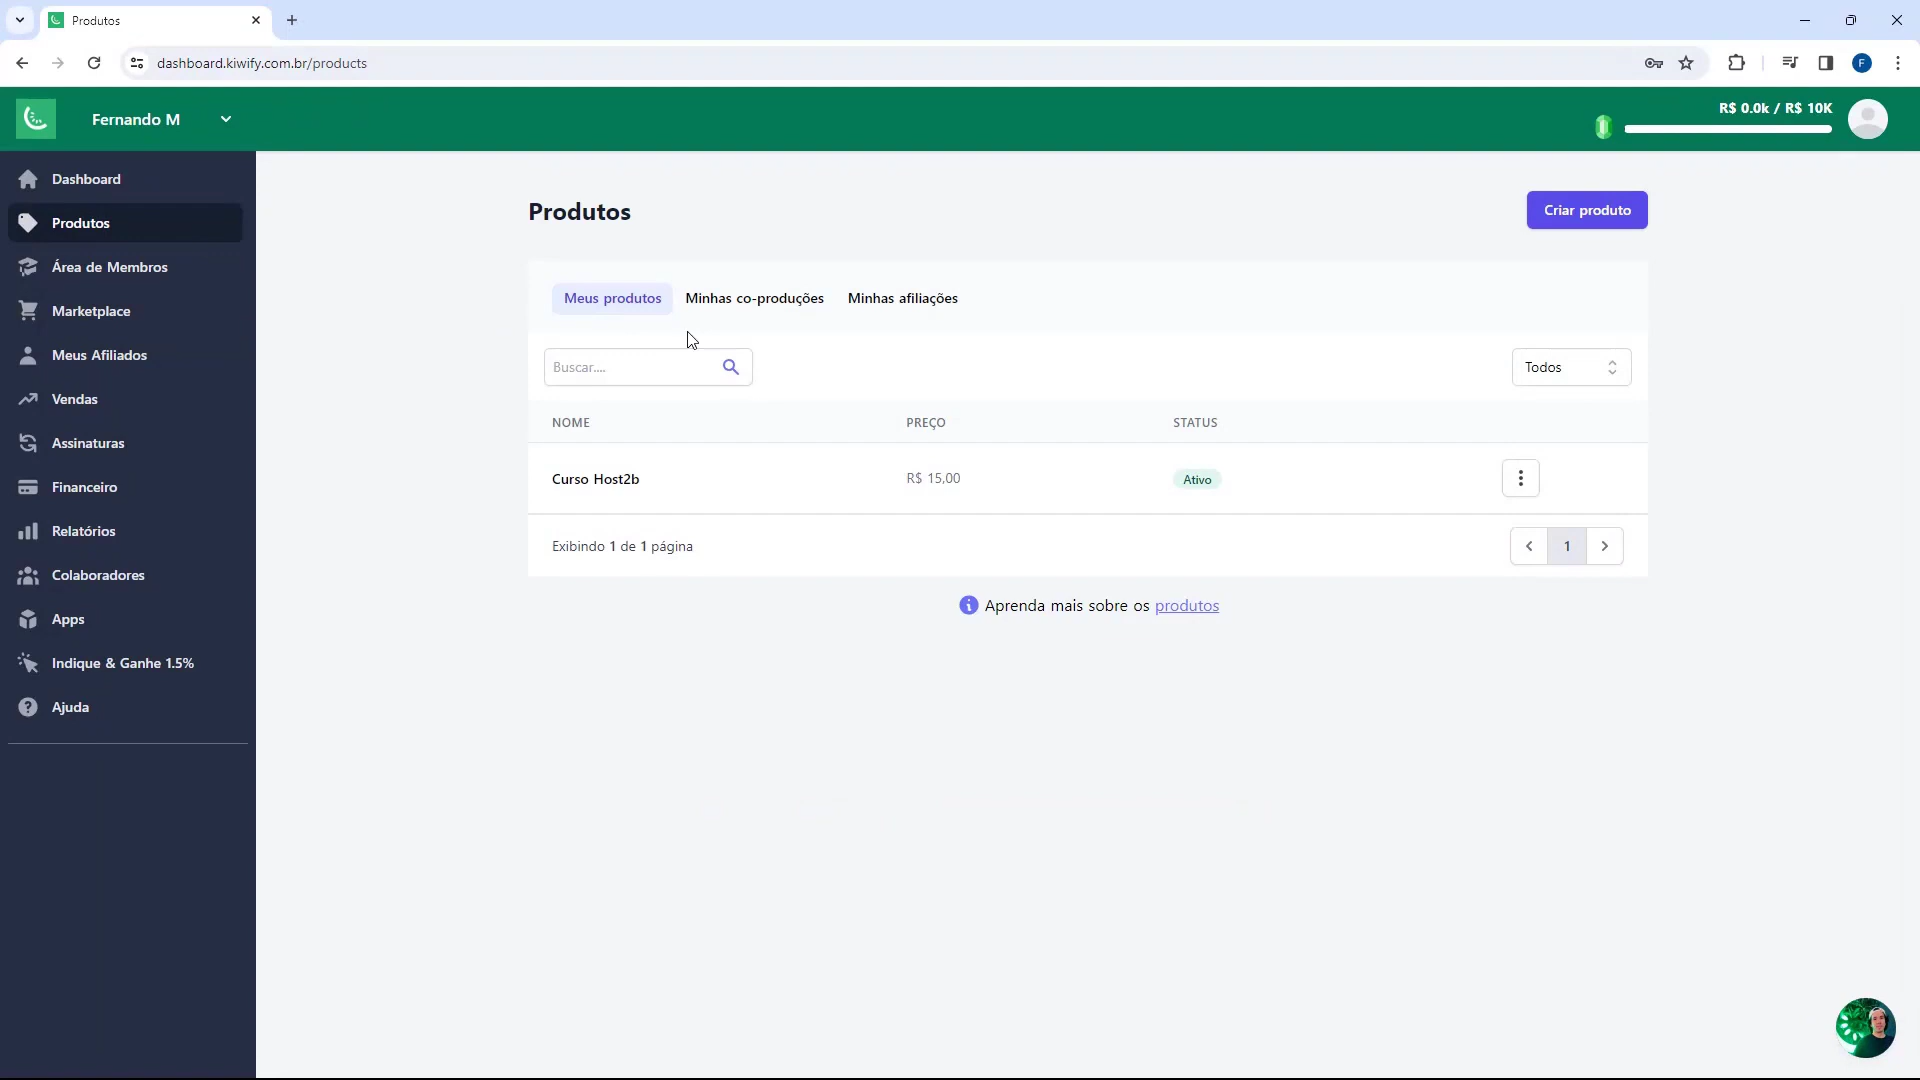 Produtos
dashboard.kiwify.com.br/products
F
Fernando M
R$ 0.0k / R$ 10K
Dashboard
Produtos
Área de Membros
Marketplace
Meus Afiliados
Vendas
Assinaturas
Financeiro
Relatórios
Colaboradores
Apps
Indique & Ganhe 1.5%
Ajuda
Produtos
Criar produto
Meus produtos Minhas co-produções Minhas afiliações
Buscar....
Todos
NOME PREÇO STATUS
Curso Host2b R$ 15,00 Ativo
Exibindo 1 de 1 página
1
Aprenda mais sobre os produtos